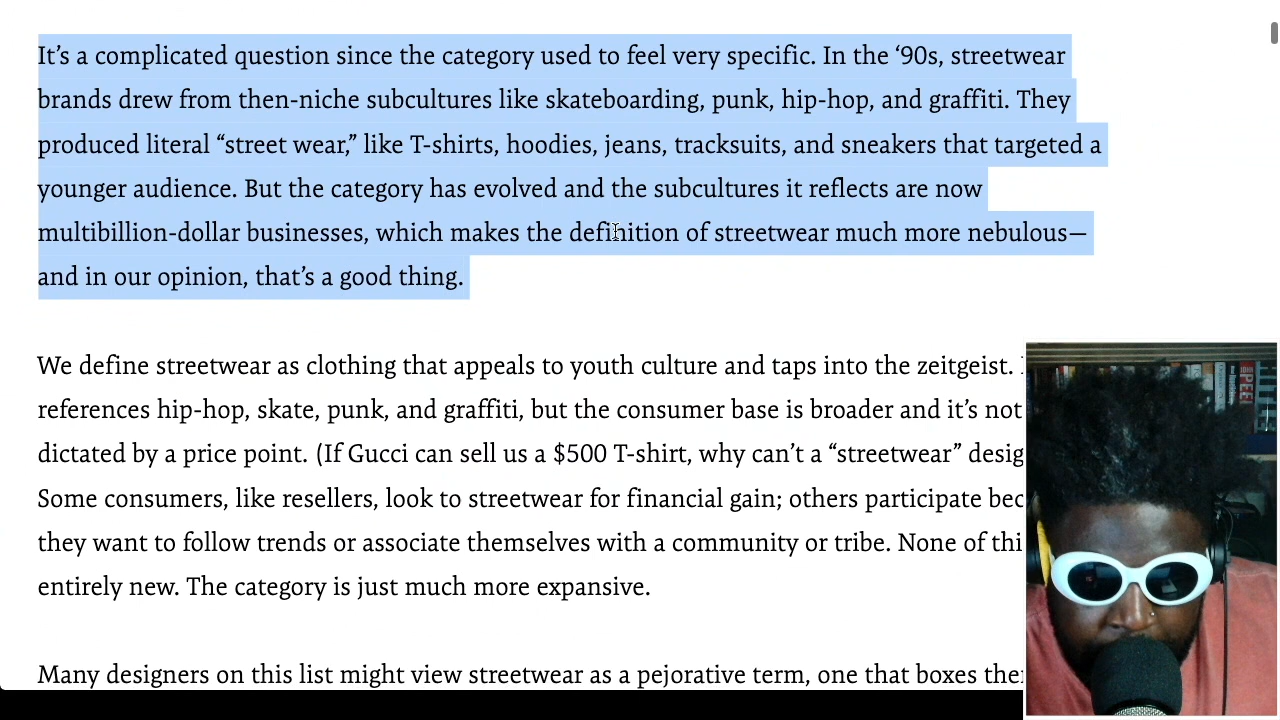 It’s a complicated question since the category used to feel very specific. In the ‘90s, streetwear
brands drew from then-niche subcultures like skateboarding, punk, hip-hop, and graffiti. They
produced literal “street wear,” like T-shirts, hoodies, jeans, tracksuits, and sneakers that targeted a
younger audience. But the category has evolved and the subcultures it reflects are now
multibillion-dollar businesses, which makes the definition of streetwear much more nebulous—
and in our opinion, that’s a good thing.
We define streetwear as clothing that appeals to youth culture and taps into the zeitgeist.
references hip-hop, skate, punk, and graffiti, but the consumer base is broader and it’s not
dictated by a price point. (If Gucci can sell us a $500 T-shirt, why can’t a “streetwear” desig
Some consumers, like resellers, look to streetwear for financial gain; others participate bec
they want to follow trends or associate themselves with a community or tribe. None of thi
entirely new. The category is just much more expansive.
Many designers on this list might view streetwear as a pejorative term, one that boxes the
PEEL